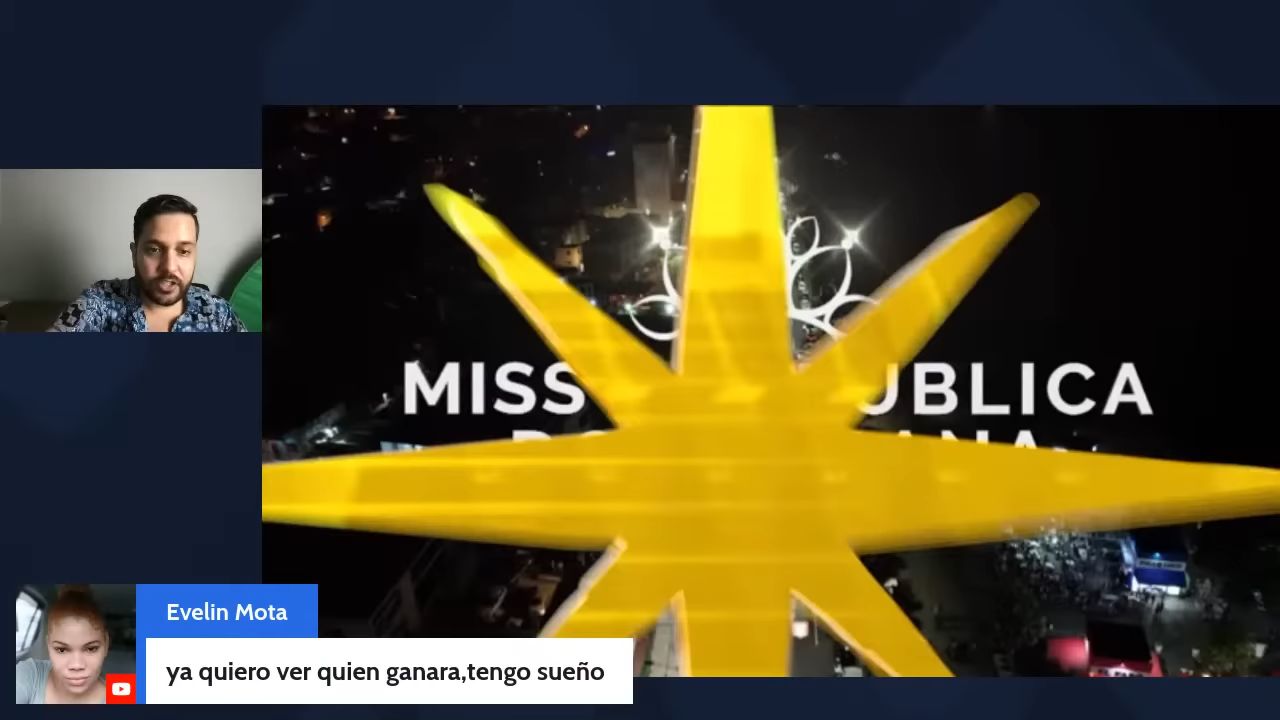 MISS UBLICA
Evelin Mota
ya quiero ver quien ganara,tengo sueño